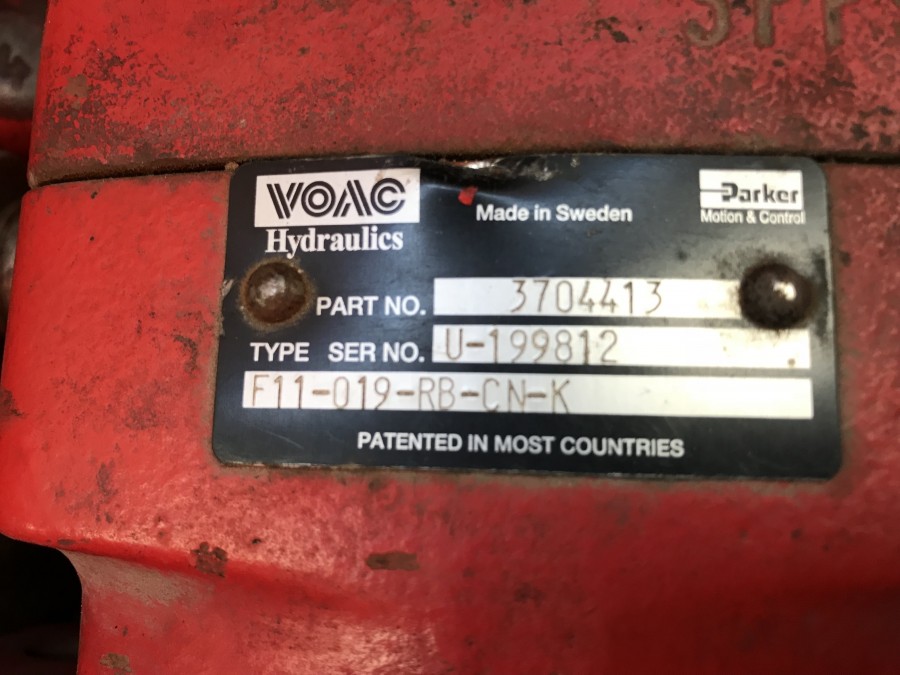 VOAC
Hydraulics
Made in Sweden
Parker
Motion & Control
PART NO. 3704413
TYPE SER NO. U-199812
F11-019-RB-CN-K
PATENTED IN MOST COUNTRIES